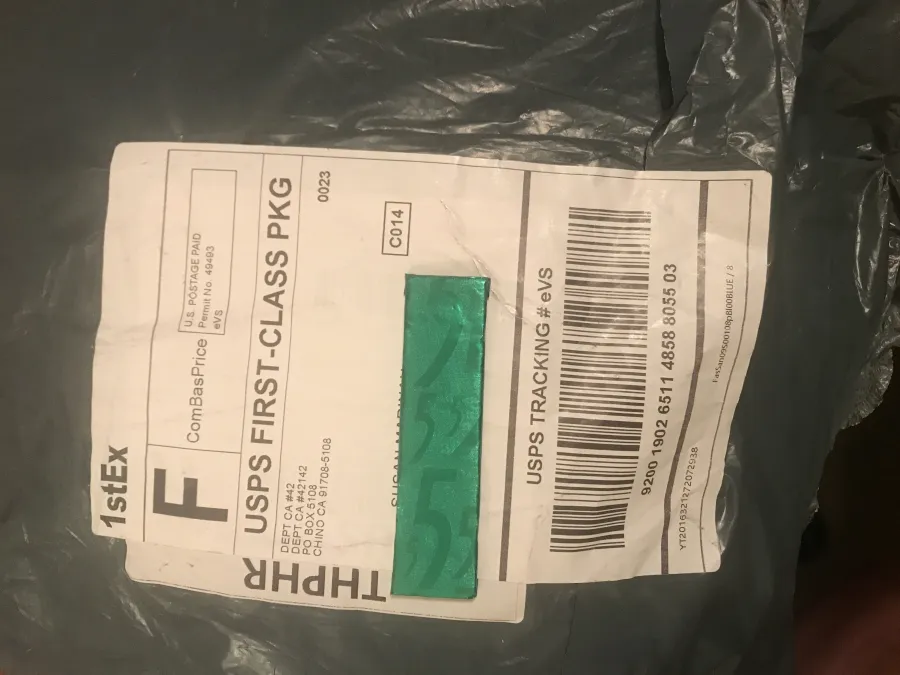 1stEx
F
ComBasPrice
U.S. POSTAGE PAID
Permit No. 49493
eVS
USPS FIRST-CLASS PKG
DEPT CA #42
DEPT CA #42142
PO BOX 5108
CHINO CA 91708-5108
0023
C014
USPS TRACKING # eVS
9200 1902 6511 4858 8055 03
YT2016321272072938
THPHR